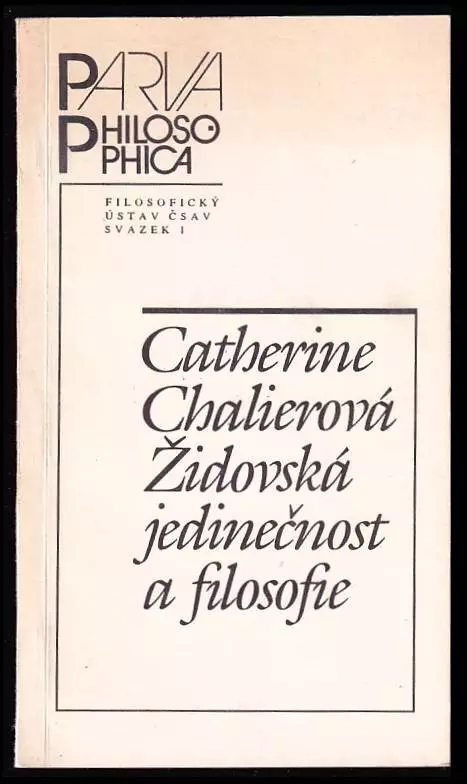 PARVA
PHILOSO
PHICA
FILOSOFICKÝ
ÚSTAV ČSAV
SVAZEK 1
Catherine
Chalierová
Židovská
jedinečnost
a filosofie